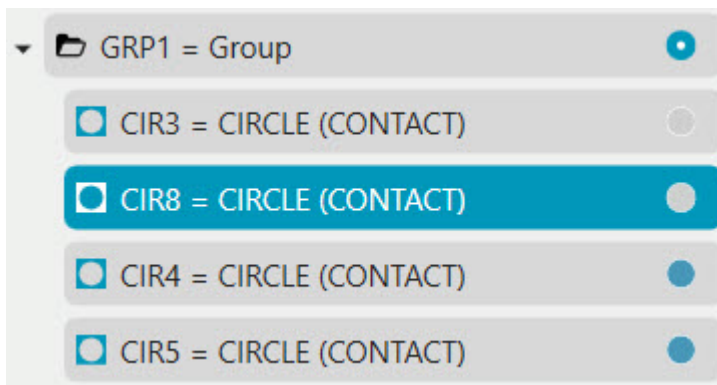 GRP1 = Group
CIR3 = CIRCLE (CONTACT)
CIR8 = CIRCLE (CONTACT)
CIR4 = CIRCLE (CONTACT)
CIR5 = CIRCLE (CONTACT)